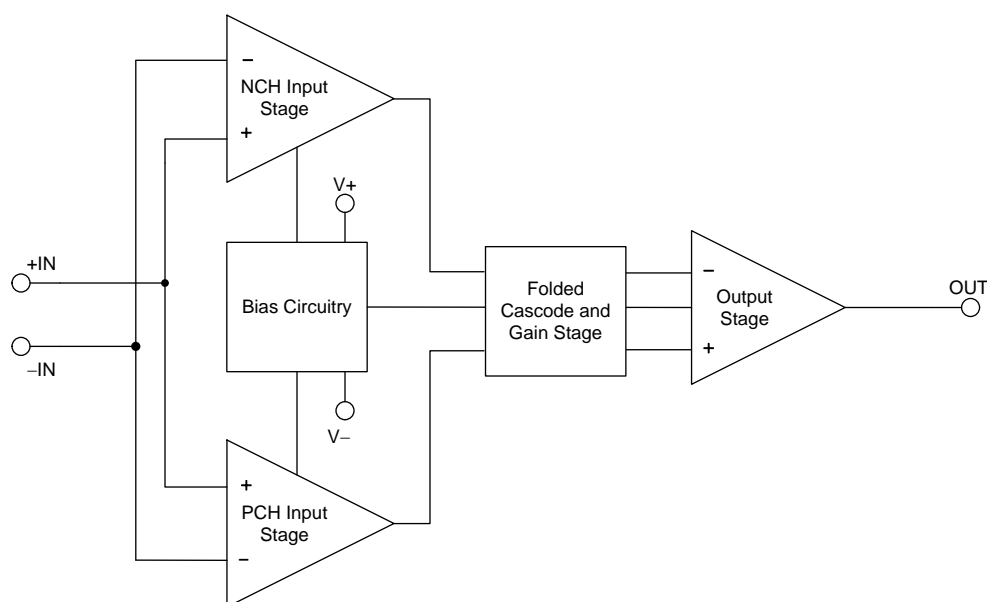 −
NCH Input
Stage
+
V+
+IN
Bias Circuitry
−IN
V−
Folded
Cascode and
Gain Stage
−
Output
Stage
+
OUT
+
PCH Input
Stage
−